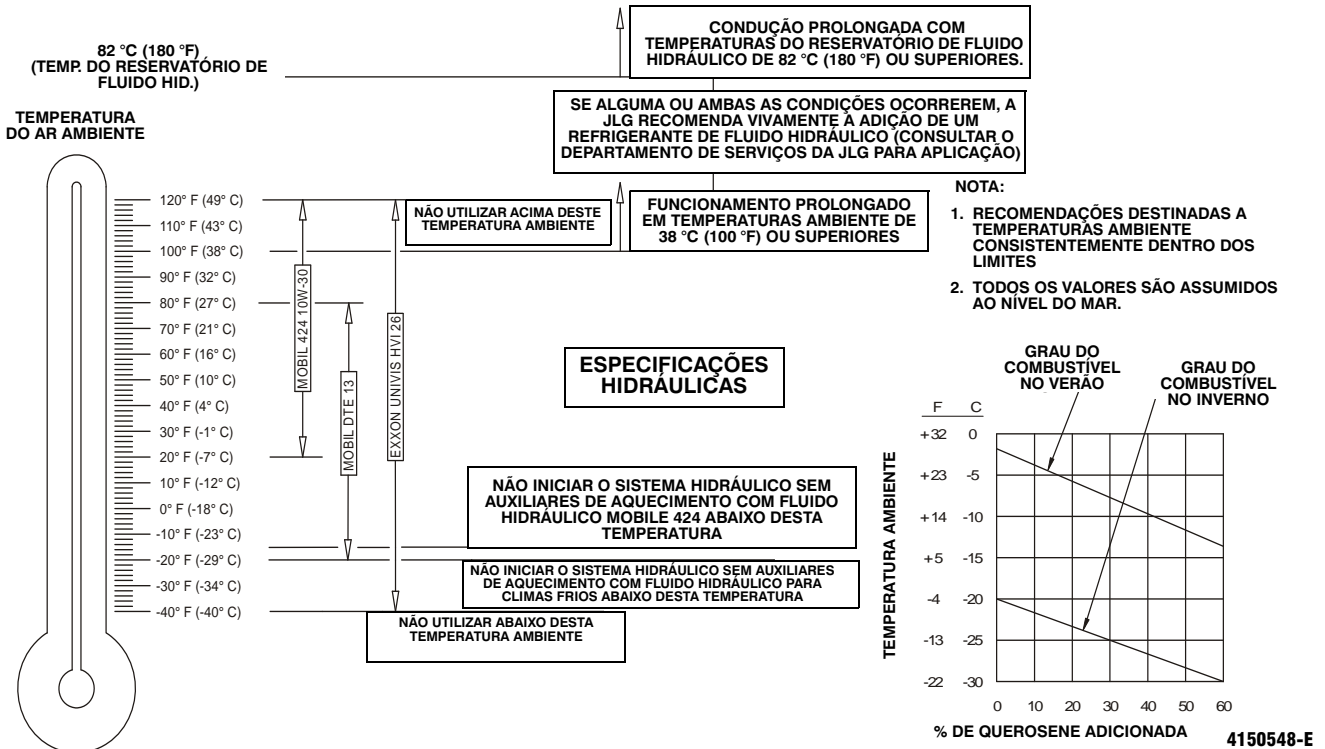 82 °C (180 °F)
(TEMP. DO RESERVATÓRIO DE
FLUIDO HID.)
CONDUÇÃO PROLONGADA COM
TEMPERATURAS DO RESERVATÓRIO DE FLUIDO
HIDRÁULICO DE 82 °C (180 °F) OU SUPERIORES.
SE ALGUMA OU AMBAS AS CONDIÇÕES OCORREREM, A
JLG RECOMENDA VIVAMENTE A ADIÇÃO DE UM
REFRIGERANTE DE FLUIDO HIDRÁULICO (CONSULTAR O
DEPARTAMENTO DE SERVIÇOS DA JLG PARA APLICAÇÃO)
TEMPERATURA
DO AR AMBIENTE
120° F (49° C)
110° F (43° C)
100° F (38° C)
90° F (32° C)
80° F (27° C)
70° F (21° C)
60° F (16° C)
50° F (10° C)
40° F (4° C)
30° F (-1° C)
20° F (-7° C)
10° F (-12° C)
0° F (-18° C)
-10° F (-23° C)
-20° F (-29° C)
-30° F (-34° C)
-40° F (-40° C)
MOBIL 424 10W-30
MOBIL DTE 13
EXXON UNIVIS HVI 26
NÃO UTILIZAR ACIMA DESTE
TEMPERATURA AMBIENTE
FUNCIONAMENTO PROLONGADO
EM TEMPERATURAS AMBIENTE DE
38 °C (100 °F) OU SUPERIORES
NOTA:
1. RECOMENDAÇÕES DESTINADAS A
TEMPERATURAS AMBIENTE
CONSISTENTEMENTE DENTRO DOS
LIMITES
2. TODOS OS VALORES SÃO ASSUMIDOS
AO NÍVEL DO MAR.
ESPECIFICAÇÕES
HIDRÁULICAS
NÃO INICIAR O SISTEMA HIDRÁULICO SEM
AUXILIARES DE AQUECIMENTO COM FLUIDO
HIDRÁULICO MOBILE 424 ABAIXO DESTA
TEMPERATURA
NÃO INICIAR O SISTEMA HIDRÁULICO SEM AUXILIARES
DE AQUECIMENTO COM FLUIDO HIDRÁULICO PARA
CLIMAS FRIOS ABAIXO DESTA TEMPERATURA
NÃO UTILIZAR ABAIXO DESTA
TEMPERATURA AMBIENTE
GRAU DO
COMBUSTÍVEL
NO VERÃO
GRAU DO
COMBUSTÍVEL
NO INVERNO
F C
+32 0
+23 -5
+14 -10
+5 -15
-4 -20
-13 -25
-22 -30
TEMPERATURA AMBIENTE
0 10 20 30 40 50 60
% DE QUEROSENE ADICIONADA
4150548-E